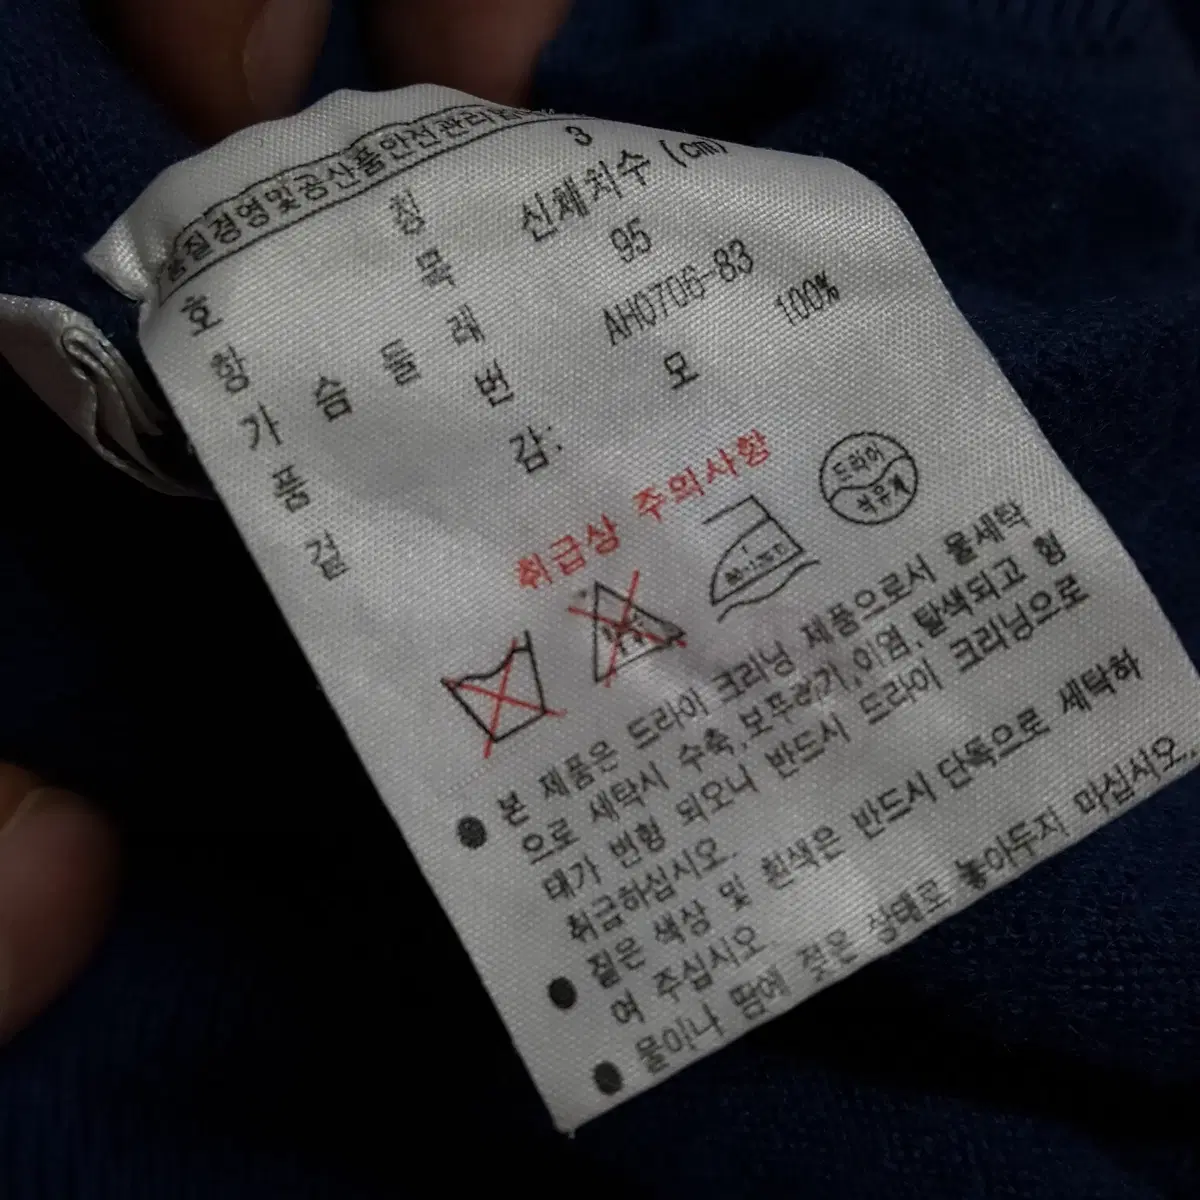 품질경영및공산품안전관리법
호 칭 3
항 목 신체치수 (cm)
가 슴 둘 레 95
품 번 AH0706-83
겉 감: 모 100%
취급상 주의사항
드라이
석유계
● 본 제품은 드라이 크리닝 제품으로서 물세탁
으로 세탁시 수축,보푸라기,이염,탈색되고 형
태가 변형 되오니 반드시 드라이 크리닝으로
취급하십시오.
● 짙은 색상 및 흰색은 반드시 단독으로 세탁하
여 주십시오.
● 물이나 땀에 젖은 상태로 놓아두지 마십시오.